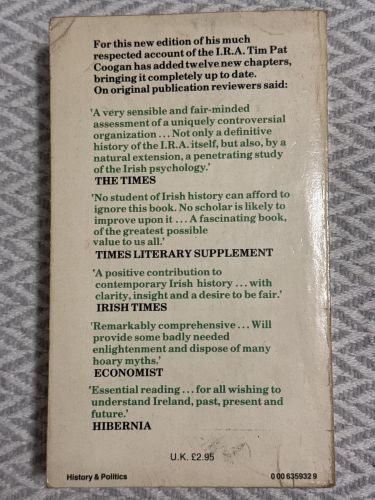 For this new edition of his much
respected account of the I.R.A. Tim Pat
Coogan has added twelve new chapters,
bringing it completely up to date.
On original publication reviewers said:
'A very sensible and fair-minded
assessment of a uniquely controversial
organization ... Not only a definitive
history of the I.R.A. itself, but also, by a
natural extension, a penetrating study
of the Irish psychology.'
THE TIMES
'No student of Irish history can afford to
ignore this book. No scholar is likely to
improve upon it ... A fascinating book,
of the greatest possible
value to us all.'
TIMES LITERARY SUPPLEMENT
'A positive contribution to
contemporary Irish history ... with
clarity, insight and a desire to be fair.'
IRISH TIMES
'Remarkably comprehensive ... Will
provide some badly needed
enlightenment and dispose of many
hoary myths.'
ECONOMIST
'Essential reading ... for all wishing to
understand Ireland, past, present and
future.'
HIBERNIA
U.K. £2.95
History & Politics
0 00 635932 9